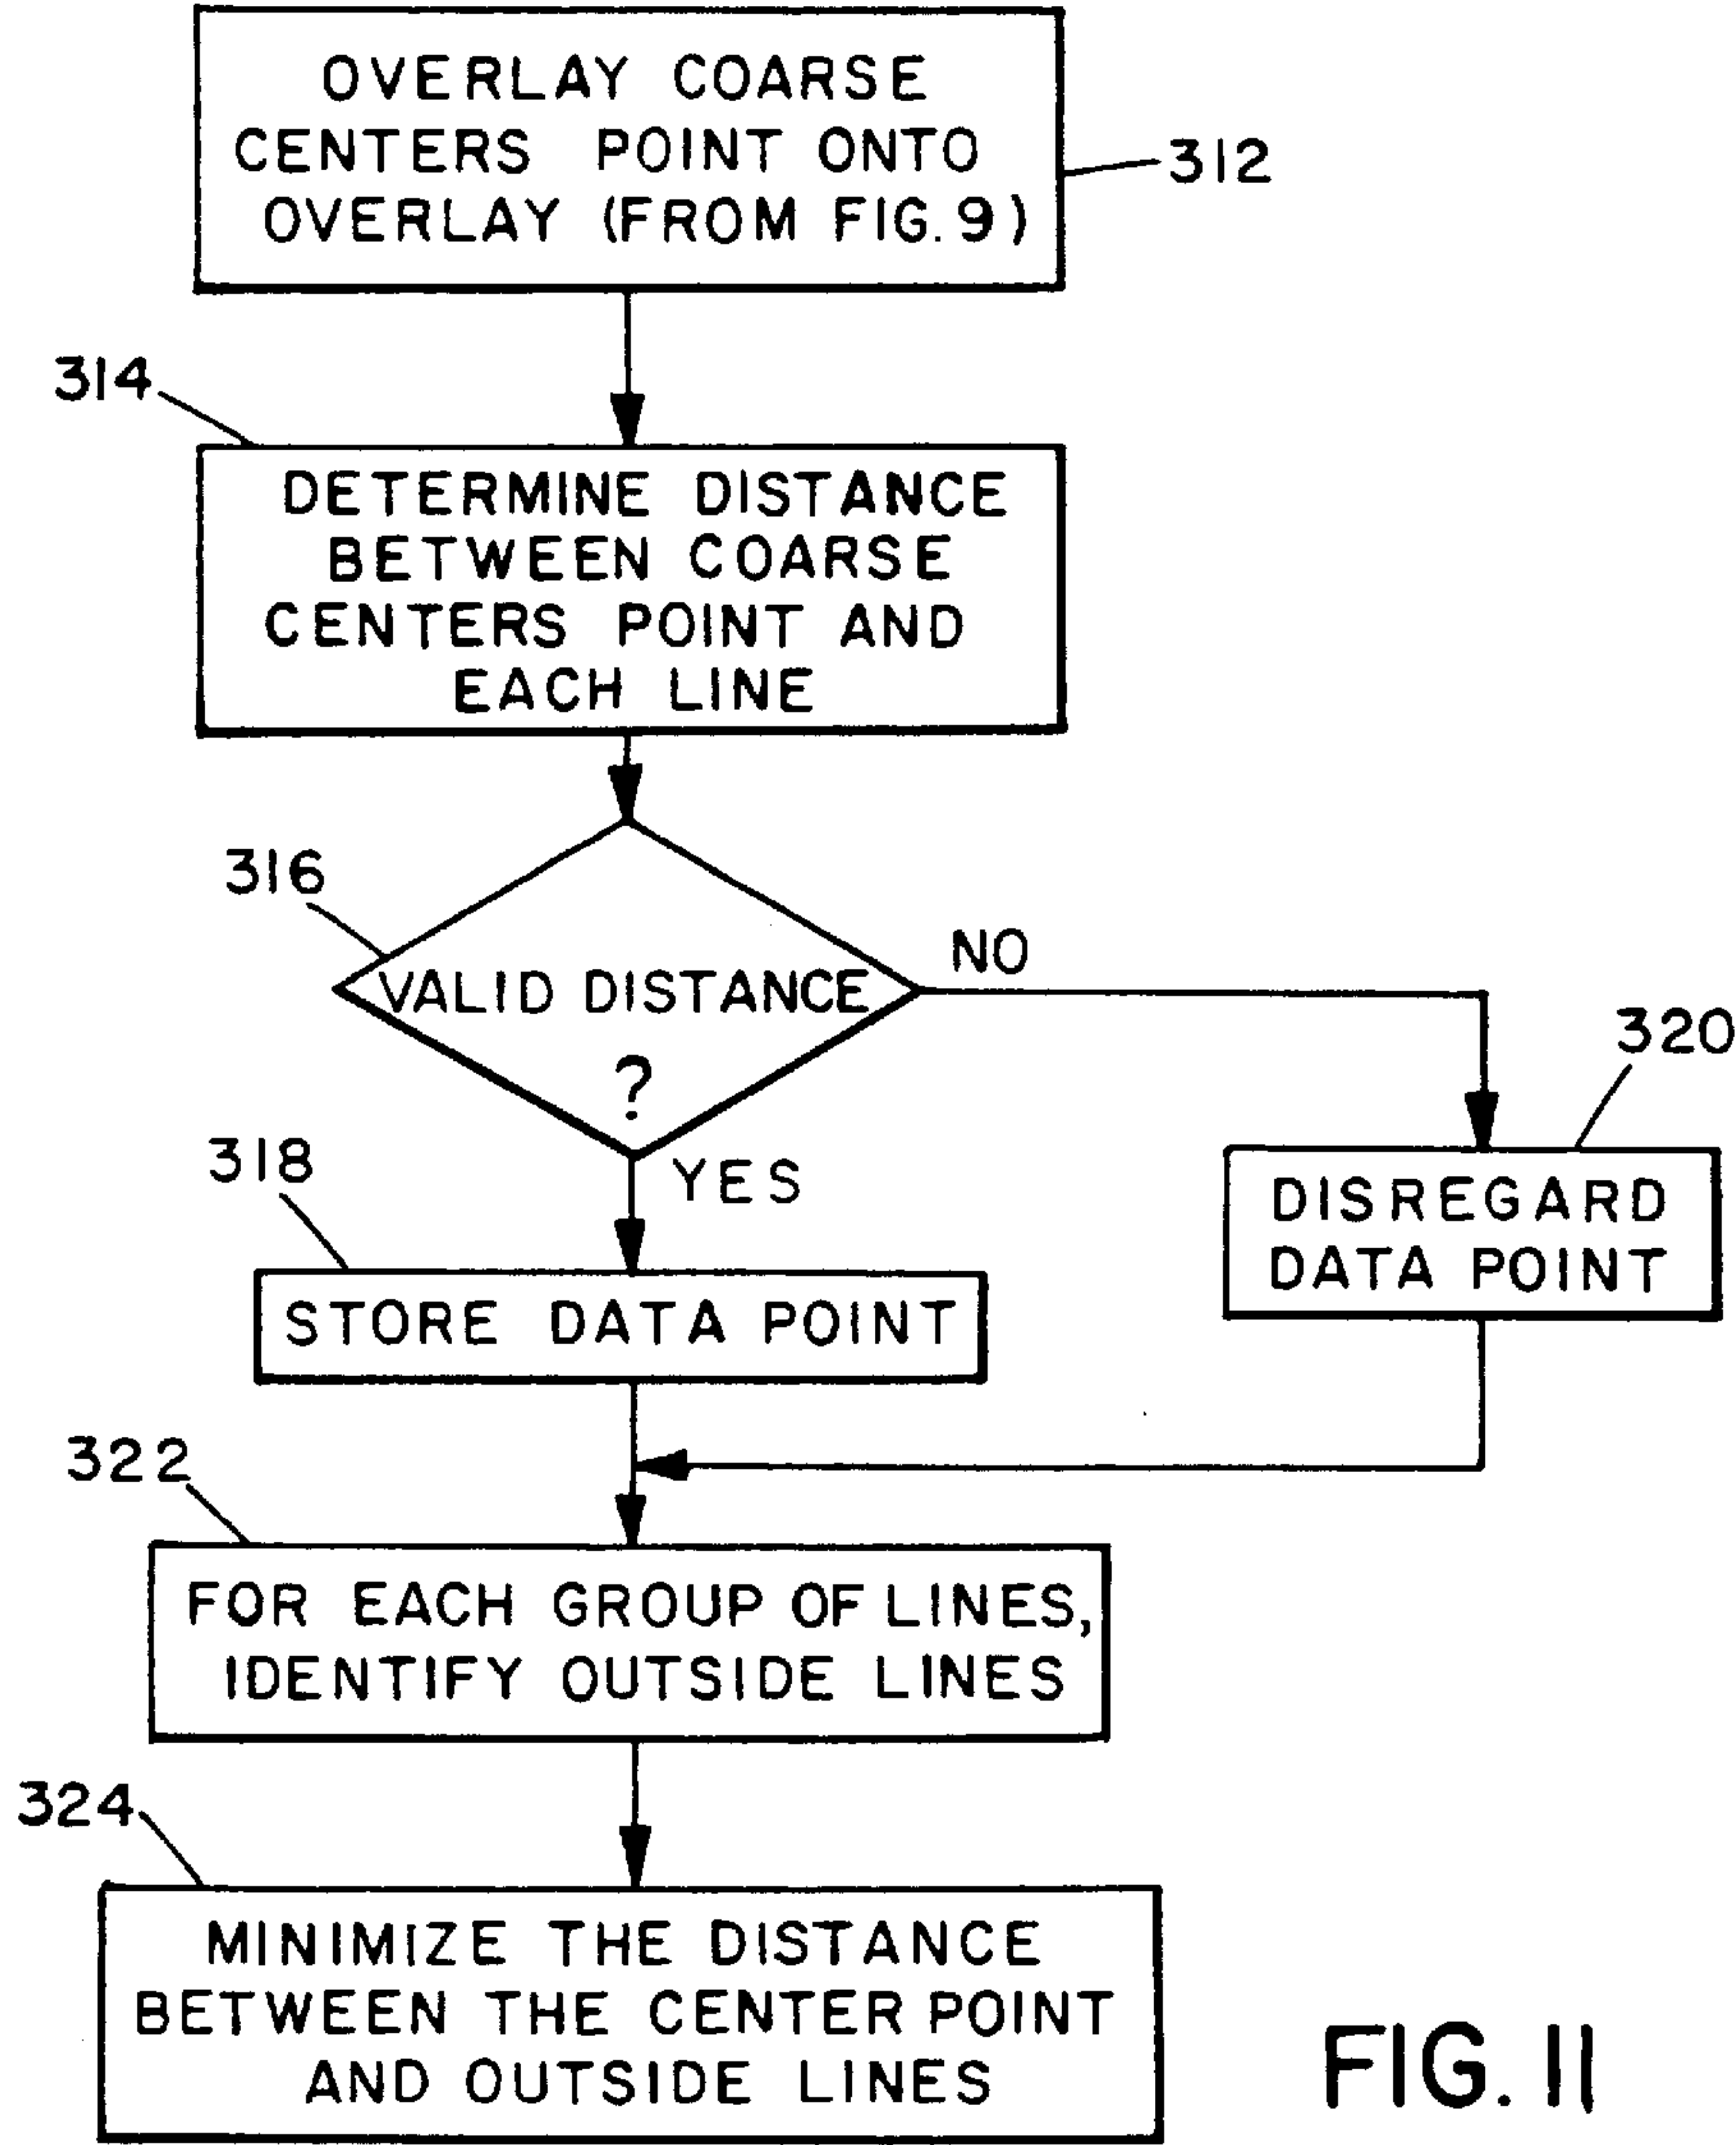 OVERLAY COARSE
CENTERS POINT ONTO
OVERLAY (FROM FIG. 9)
312
314
DETERMINE DISTANCE
BETWEEN COARSE
CENTERS POINT AND
EACH LINE
316
VALID DISTANCE
?
NO
YES
320
DISREGARD
DATA POINT
318
STORE DATA POINT
322
FOR EACH GROUP OF LINES,
IDENTIFY OUTSIDE LINES
324
MINIMIZE THE DISTANCE
BETWEEN THE CENTER POINT
AND OUTSIDE LINES
FIG. 11